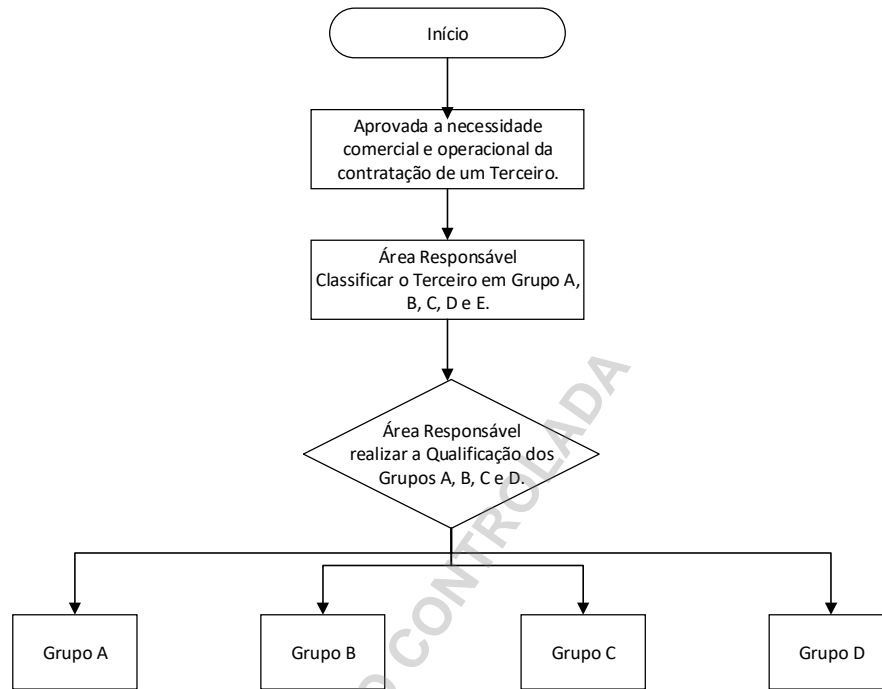 Início
Aprovada a necessidade
comercial e operacional da
contratação de um Terceiro.
Área Responsável
Classificar o Terceiro em Grupo A,
B, C, D e E.
Área Responsável
realizar a Qualificação dos
Grupos A, B, C e D.
O CONTROLADA
Grupo A
Grupo B
Grupo C
Grupo D